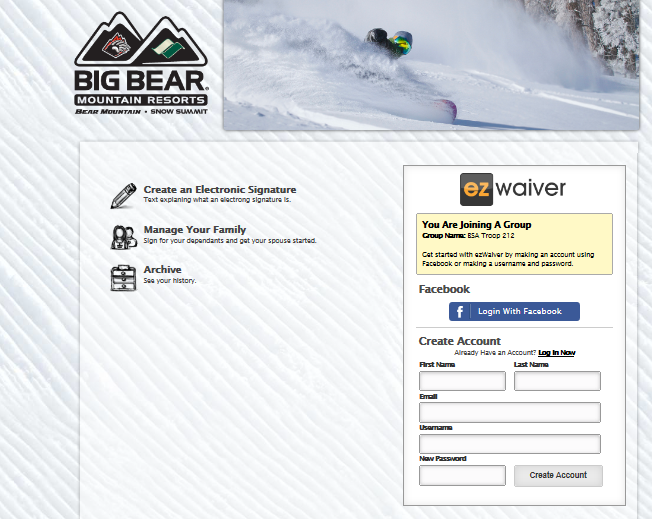 BIG BEAR®
MOUNTAIN RESORTS
BEAR MOUNTAIN • SNOW SUMMIT
Create an Electronic Signature
Text explaning what an electrong signature is.
Manage Your Family
Sign for your dependants and get your spouse started.
Archive
See your history.
ez waiver
You Are Joining A Group
Group Name: BSA Troop 212
Get started with ezWaiver by making an account using
Facebook or making a username and password.
Facebook
f Login With Facebook
Create Account
Already Have an Account? Log In Now
First Name Last Name
Email
Username
New Password
Create Account